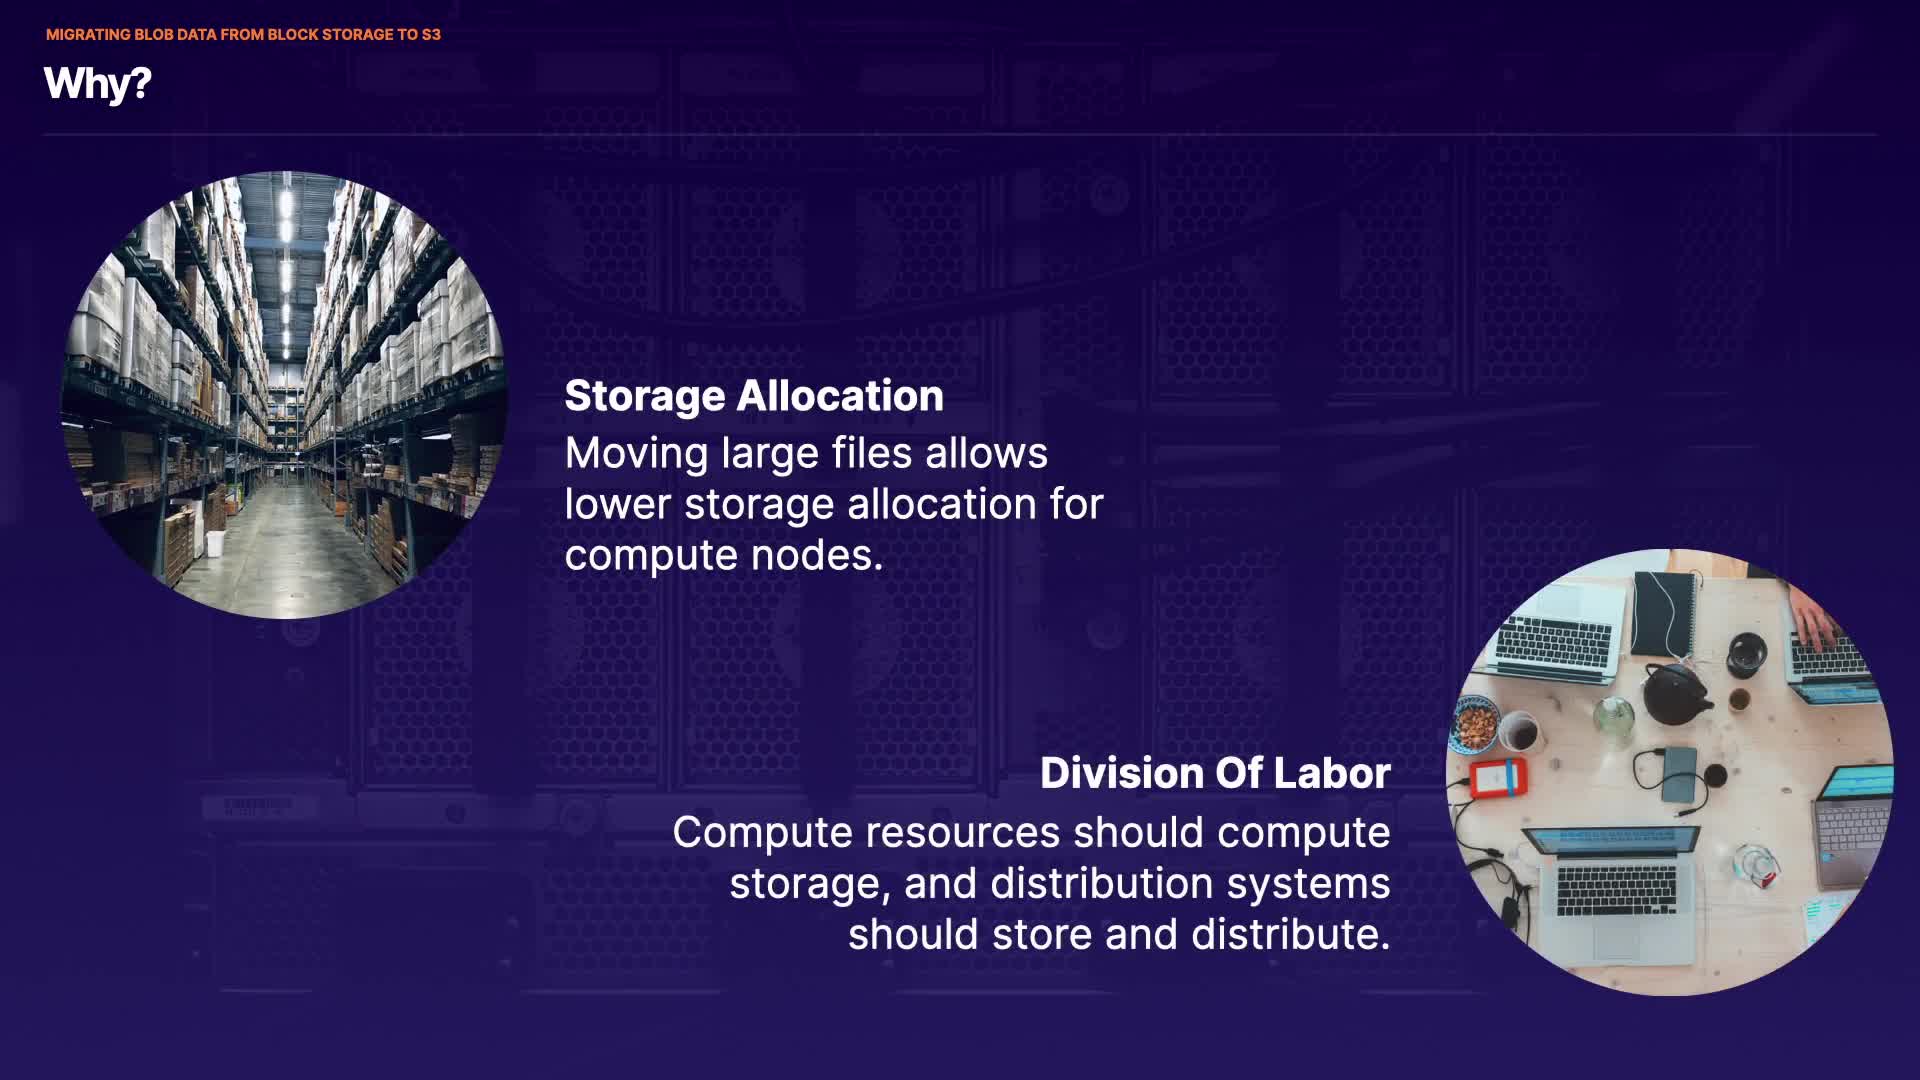 MIGRATING BLOB DATA FROM BLOCK STORAGE TO S3
Why?
Storage Allocation
Moving large files allows
lower storage allocation for
compute nodes.
Division Of Labor
Compute resources should compute
storage, and distribution systems
should store and distribute.